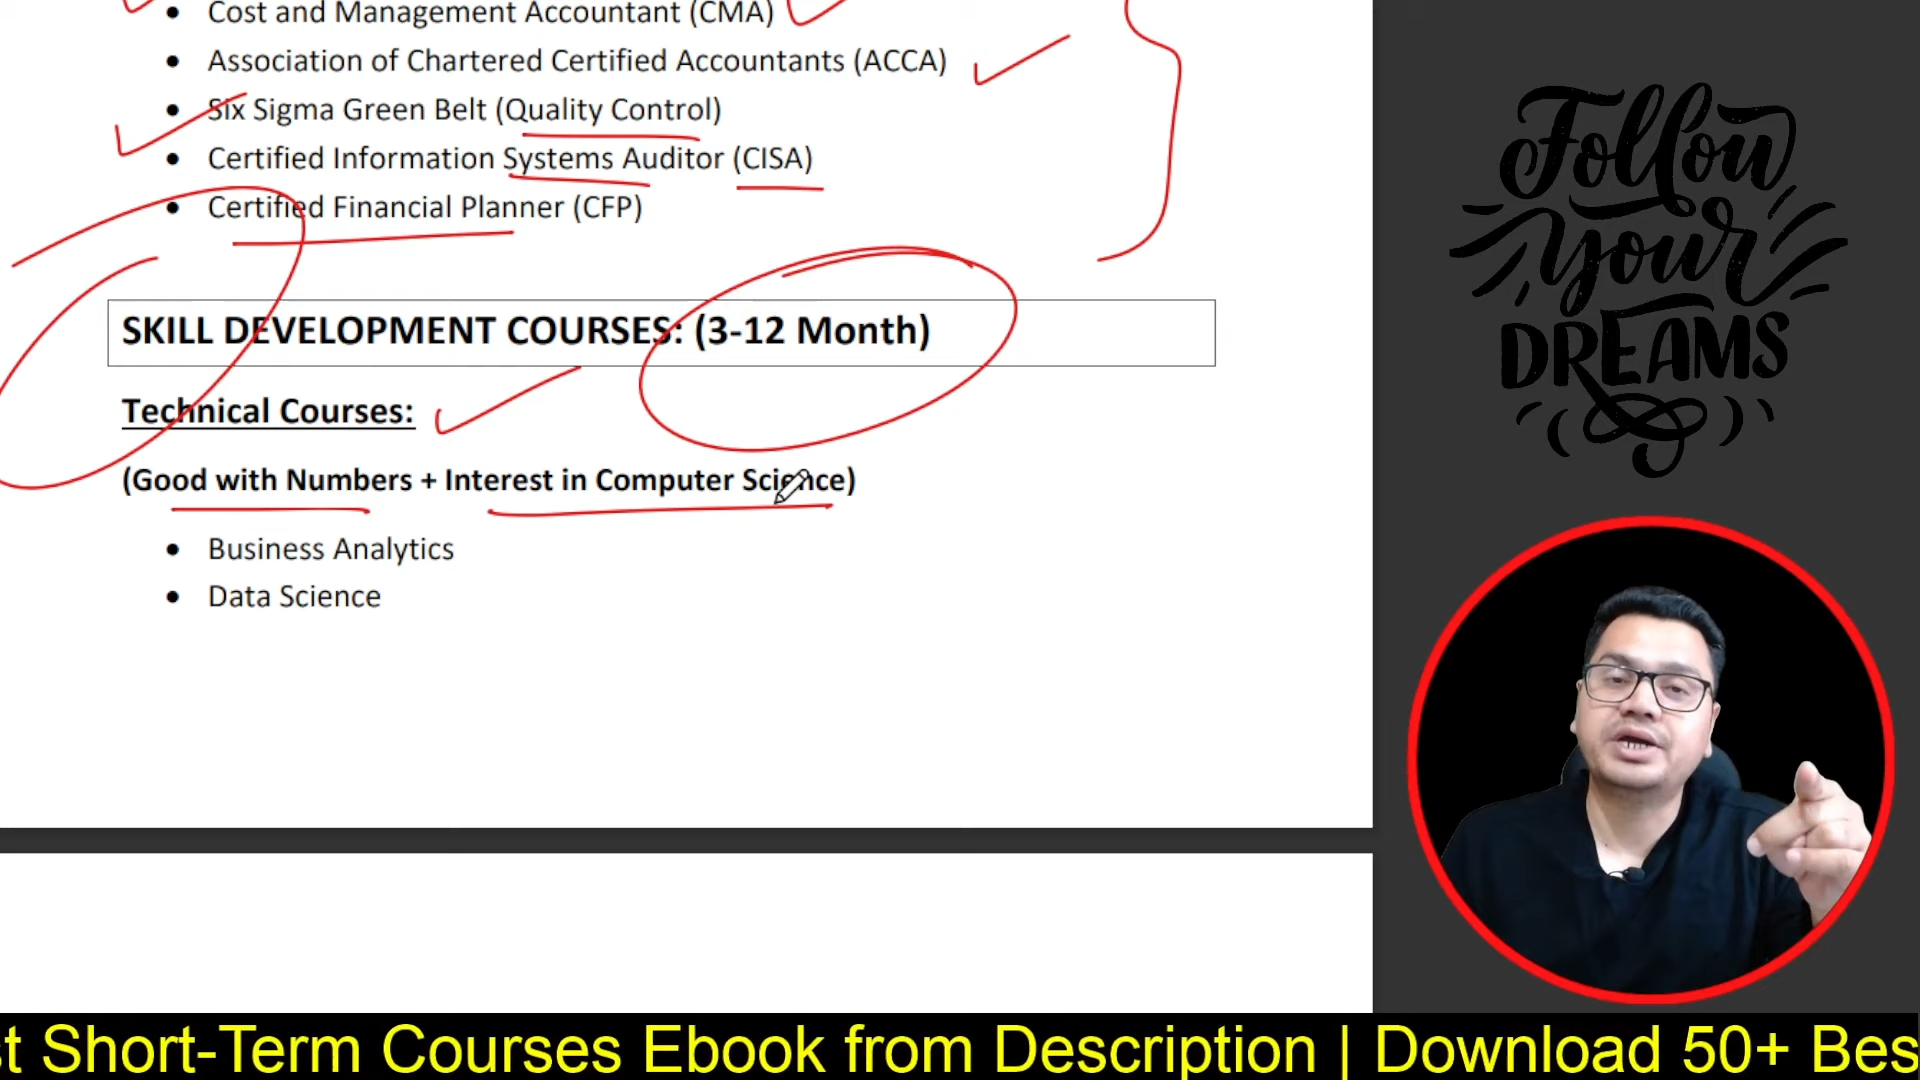 Cost and Management Accountant (CMA)
Association of Chartered Certified Accountants (ACCA)
Six Sigma Green Belt (Quality Control)
Certified Information Systems Auditor (CISA)
Certified Financial Planner (CFP)
SKILL DEVELOPMENT COURSES: (3-12 Month)
Technical Courses:
(Good with Numbers + Interest in Computer Science)
Business Analytics
Data Science
Follow
Your
DREAMS
t Short-Term Courses Ebook from Description | Download 50+ Bes